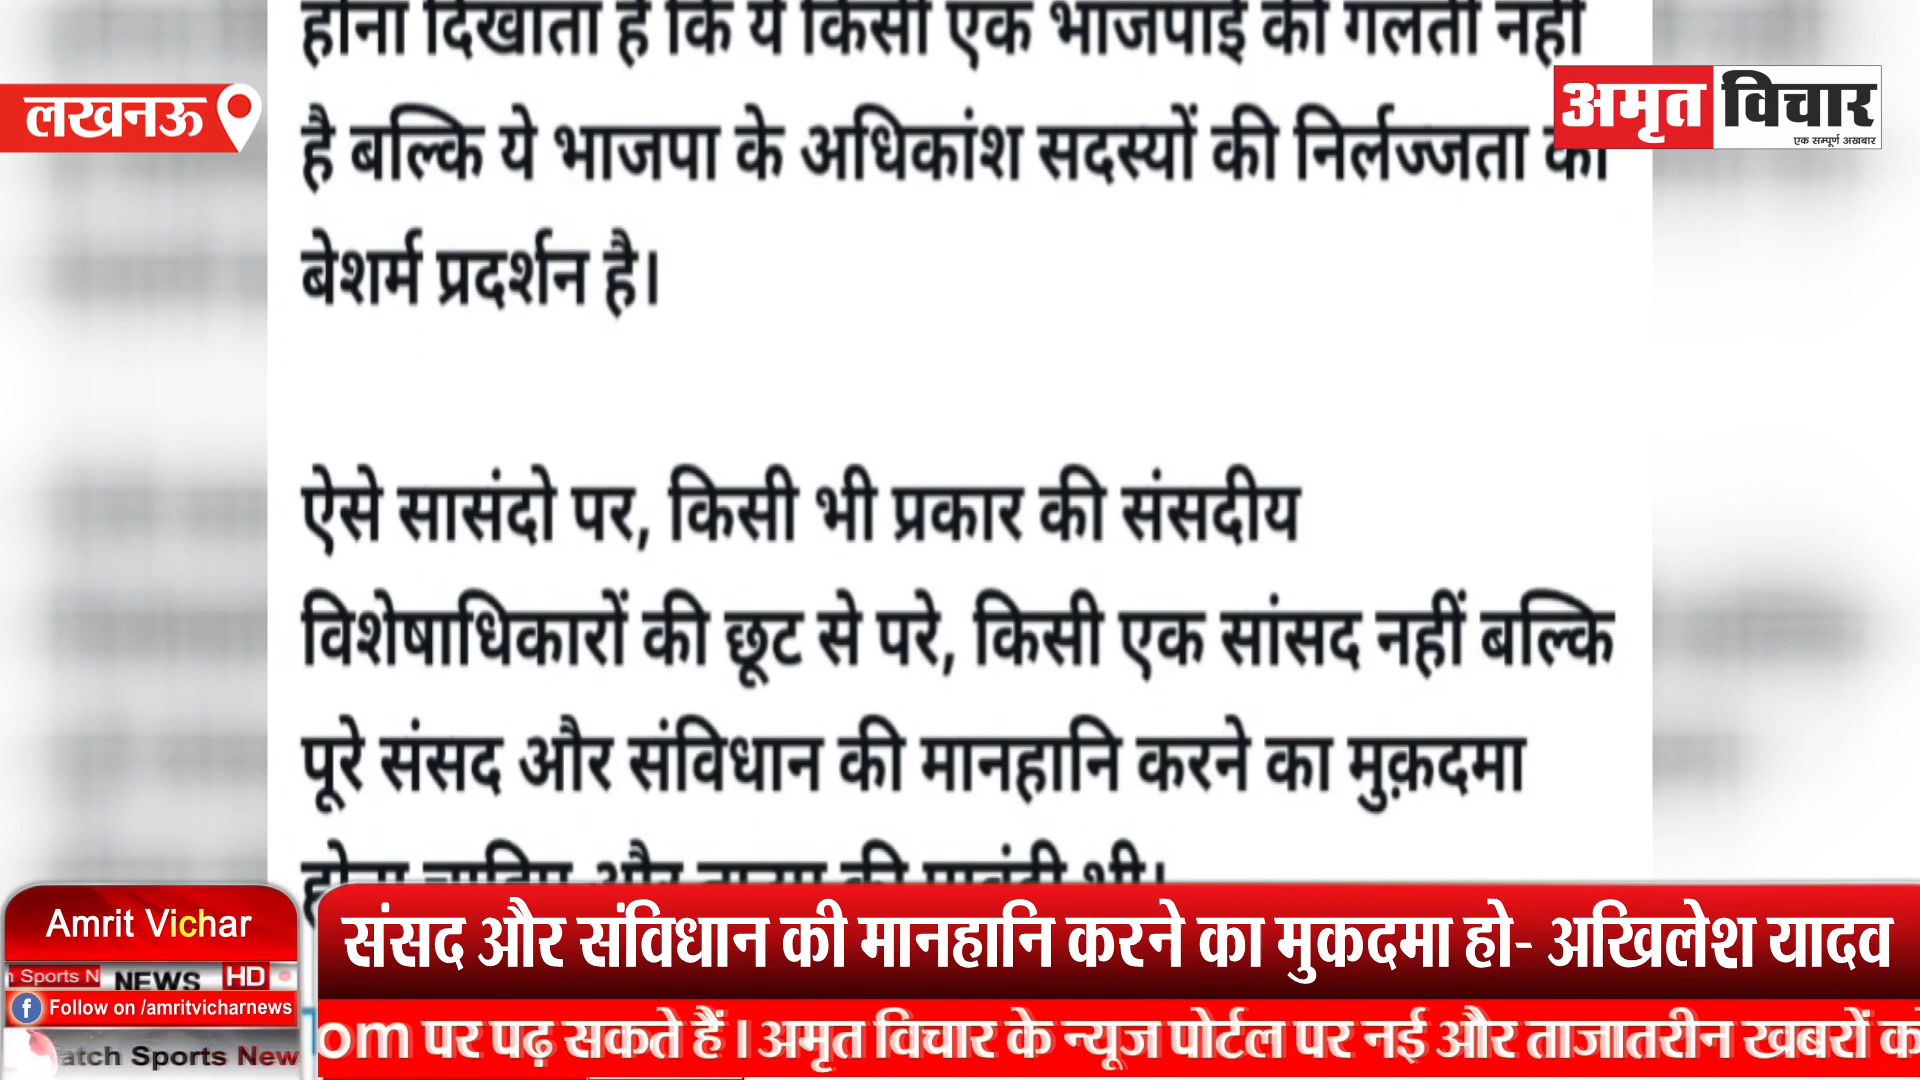 होना दिखाता है कि ये किसी एक भाजपाई की गलती नहीं
लखनऊ
अमृत विचार
एक सम्पूर्ण अखबार
है बल्कि ये भाजपा के अधिकांश सदस्यों की निर्लज्जता का
बेशर्म प्रदर्शन है।
ऐसे सासंदो पर, किसी भी प्रकार की संसदीय
विशेषाधिकारों की छूट से परे, किसी एक सांसद नहीं बल्कि
पूरे संसद और संविधान की मानहानि करने का मुक़दमा
Amrit Vichar
संसद और संविधान की मानहानि करने का मुकदमा हो- अखिलेश यादव
Sports N NEWS HD
Follow on /amritvicharnews
atch Sports New
om पर पढ़ सकते हैं । अमृत विचार के न्यूज पोर्टल पर नई और ताजातरीन खबरों को